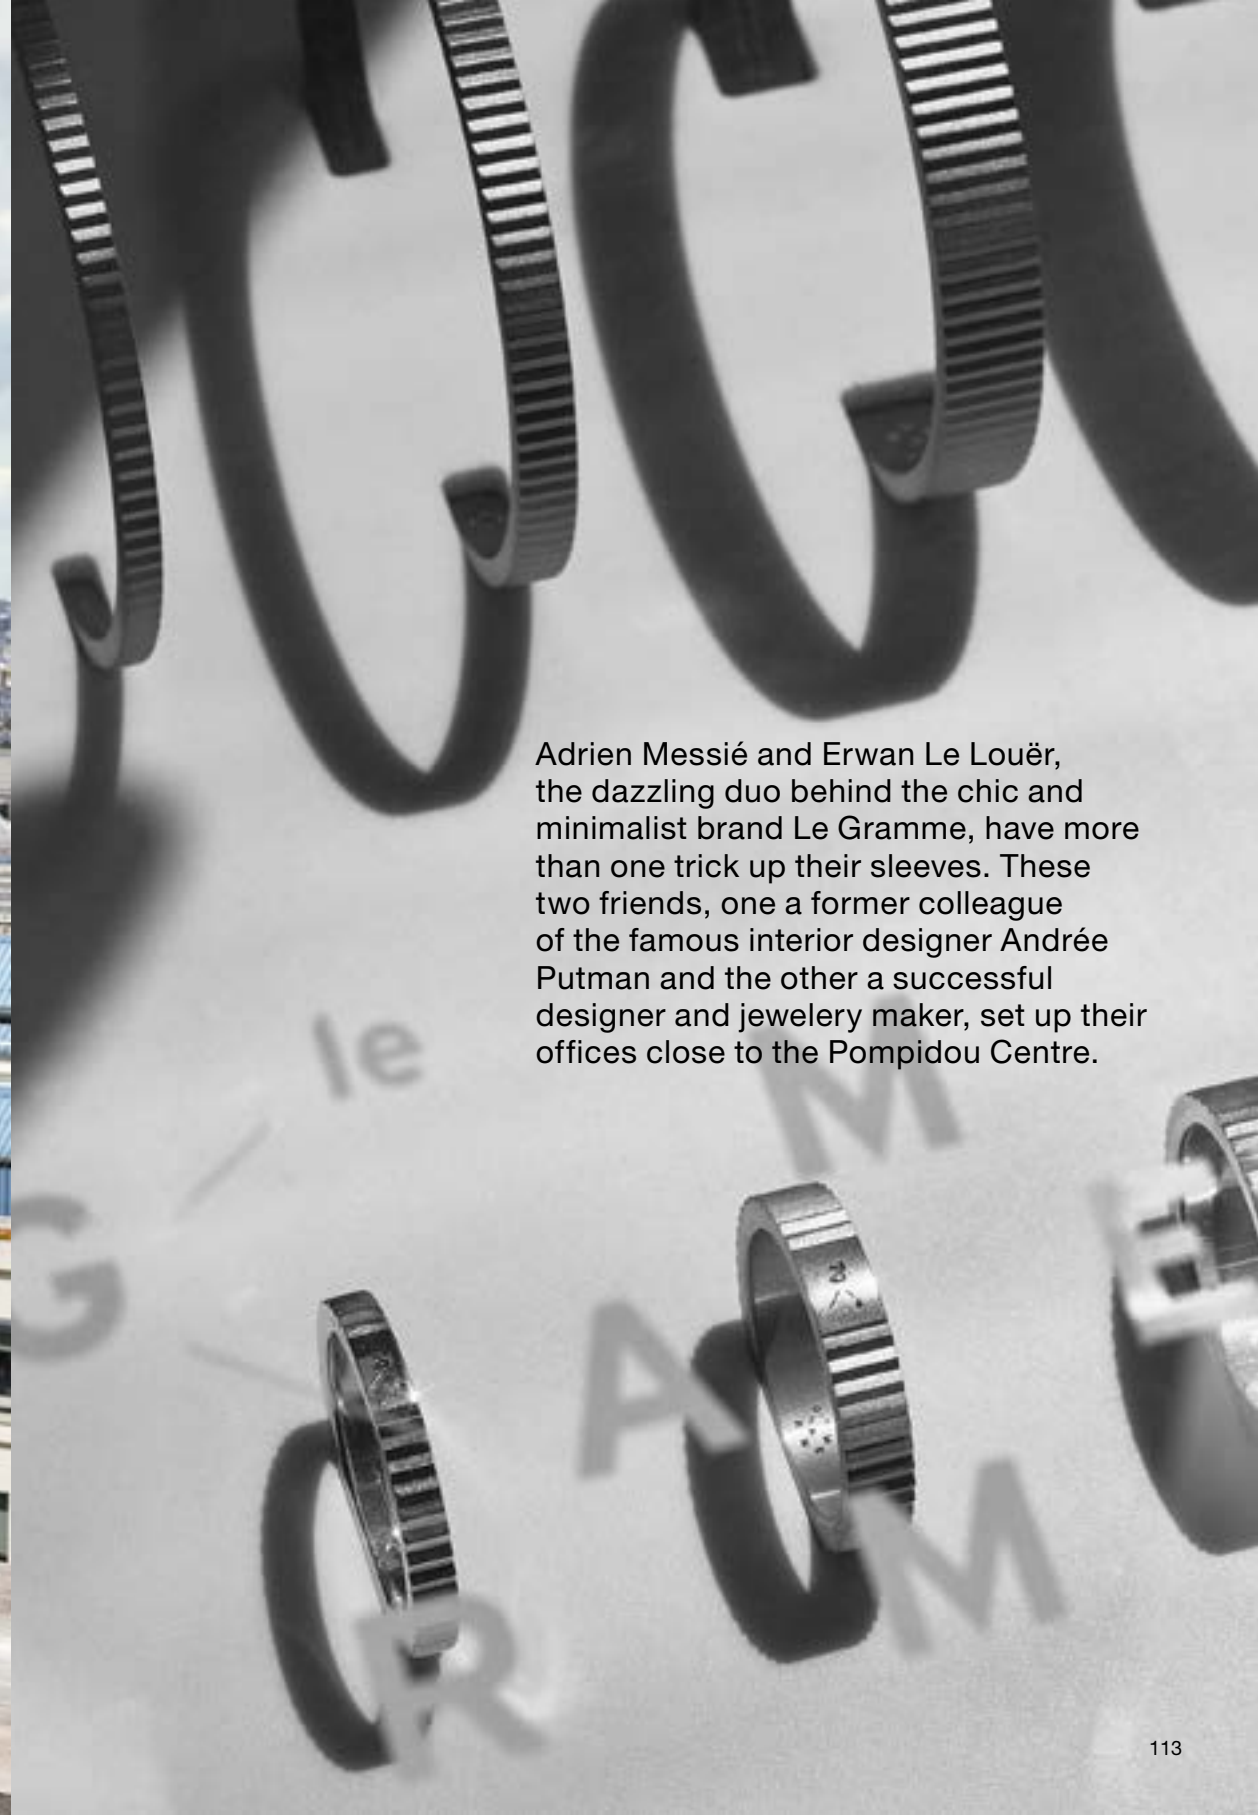 Adrien Messié and Erwan Le Louër,
the dazzling duo behind the chic and
minimalist brand Le Gramme, have more
than one trick up their sleeves. These
two friends, one a former colleague
of the famous interior designer Andrée
Putman and the other a successful
designer and jewelery maker, set up their
offices close to the Pompidou Centre.
le
M
G
E
A
M
R
113